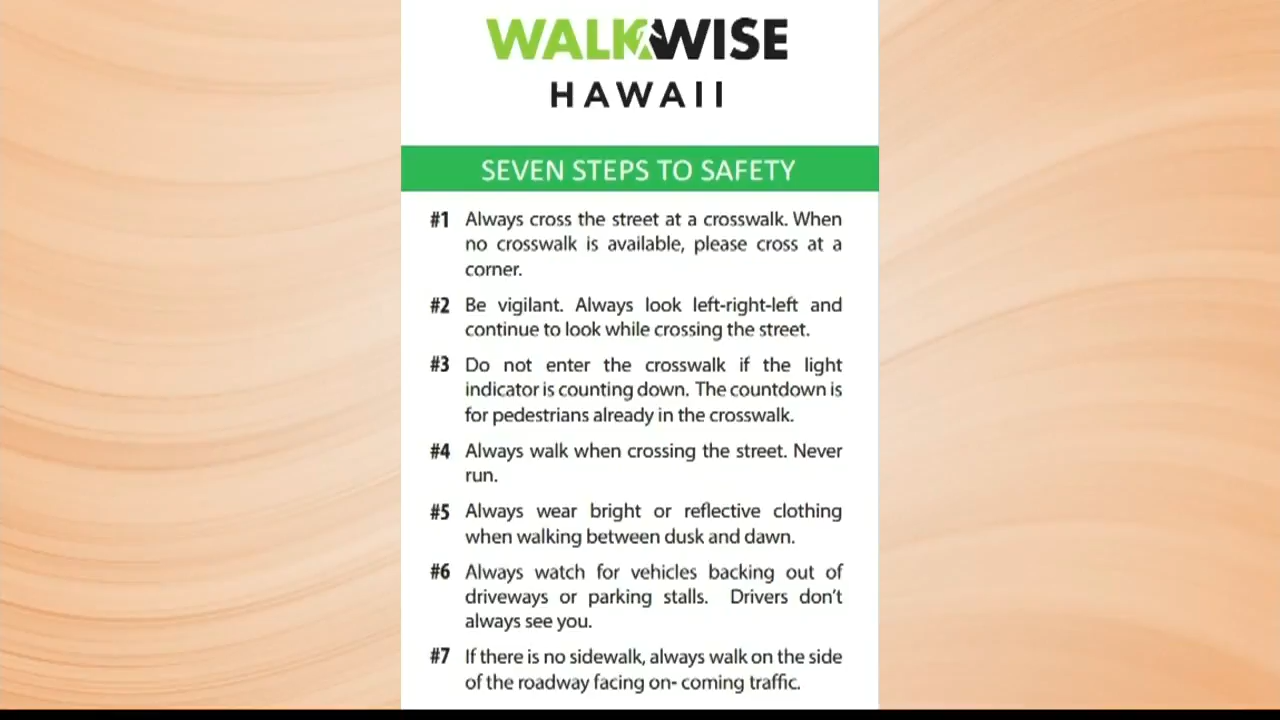 WALKWISE
HAWAII
SEVEN STEPS TO SAFETY
#1 Always cross the street at a crosswalk. When
no crosswalk is available, please cross at a
corner.
#2 Be vigilant. Always look left-right-left and
continue to look while crossing the street.
#3 Do not enter the crosswalk if the light
indicator is counting down. The countdown is
for pedestrians already in the crosswalk.
#4 Always walk when crossing the street. Never
run.
#5 Always wear bright or reflective clothing
when walking between dusk and dawn.
#6 Always watch for vehicles backing out of
driveways or parking stalls. Drivers don't
always see you.
#7 If there is no sidewalk, always walk on the side
of the roadway facing on- coming traffic.